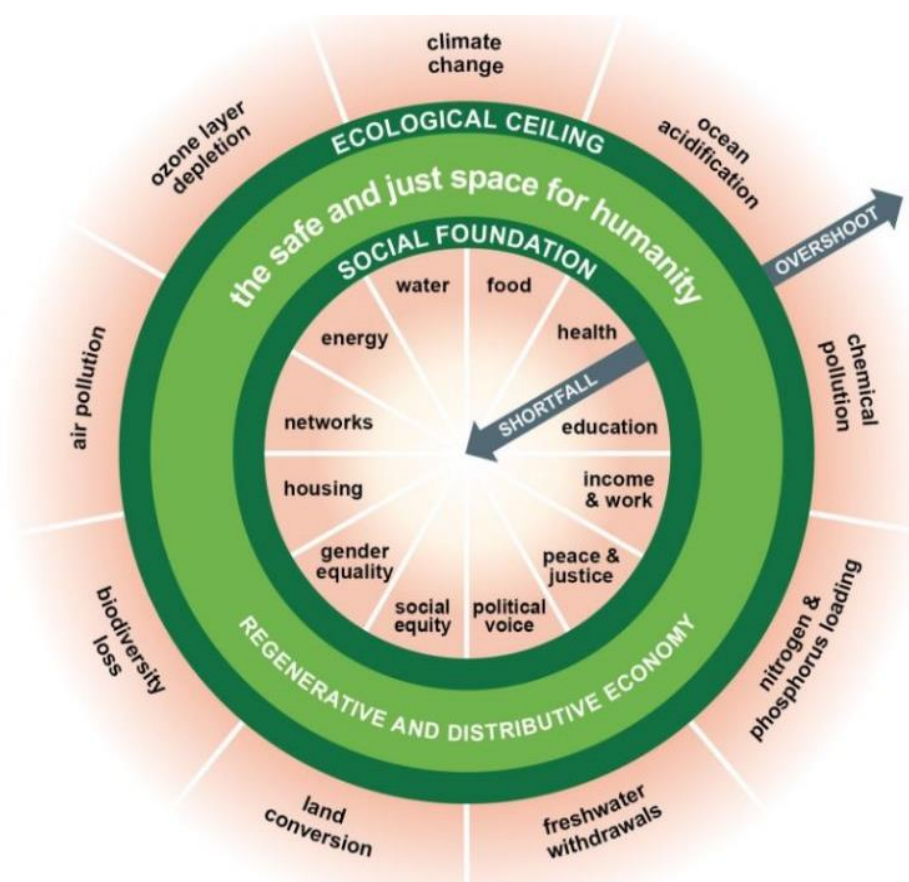 climate
change
ocean
acidification
chemical
pollution
nitrogen &
phosphorus loading
freshwater
withdrawals
land
conversion
biodiversity
loss
air pollution
ozone layer
depletion
OVERSHOOT
ECOLOGICAL CEILING
the safe and just space for humanity
SOCIAL FOUNDATION
water
food
health
SHORTFALL
education
income
& work
peace &
justice
political
voice
social
equity
gender
equality
housing
networks
energy
REGENERATIVE AND DISTRIBUTIVE ECONOMY